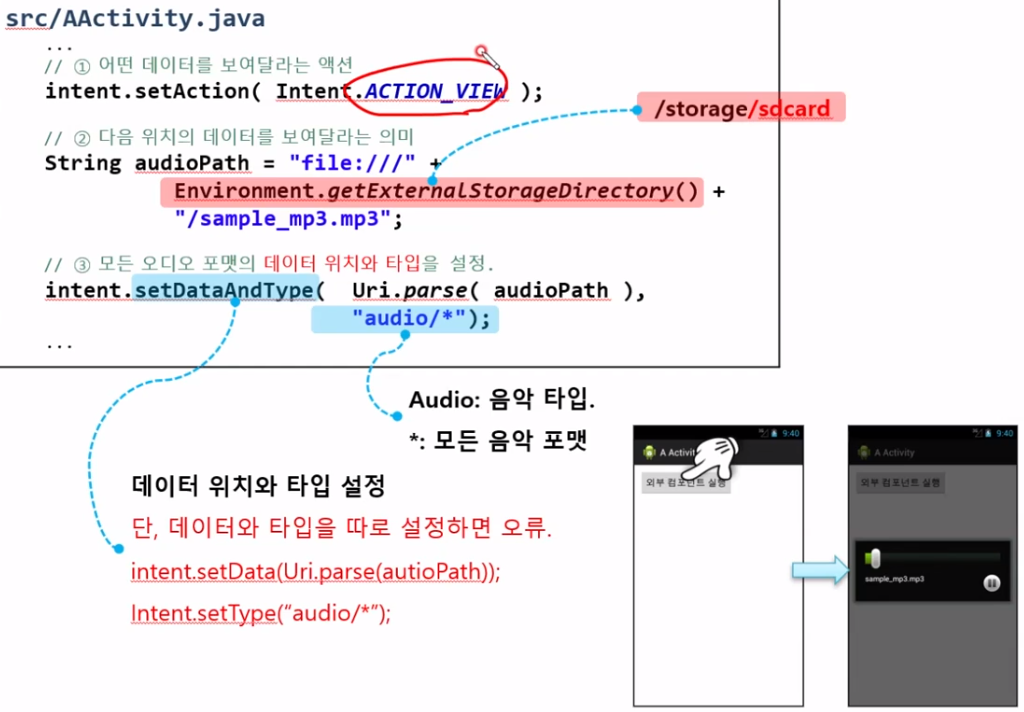 src/AActivity.java
...
// ① 어떤 데이터를 보여달라는 액션
intent.setAction( Intent.ACTION_VIEW );
/storage/sdcard
// ② 다음 위치의 데이터를 보여달라는 의미
String audioPath = "file:///" +
Environment.getExternalStorageDirectory() +
"/sample_mp3.mp3";
// ③ 모든 오디오 포맷의 데이터 위치와 타입을 설정.
intent.setDataAndType( Uri.parse( audioPath ),
"audio/*");
...
Audio: 음악 타입.
*: 모든 음악 포맷
데이터 위치와 타입 설정
단, 데이터와 타입을 따로 설정하면 오류.
intent.setData(Uri.parse(autioPath));
Intent.setType(“audio/*”);
9:40
A Activit
외부 컴포넌트 실행
9:40
A Activity
외부 컴포넌트 실행
sample_mp3.mp3